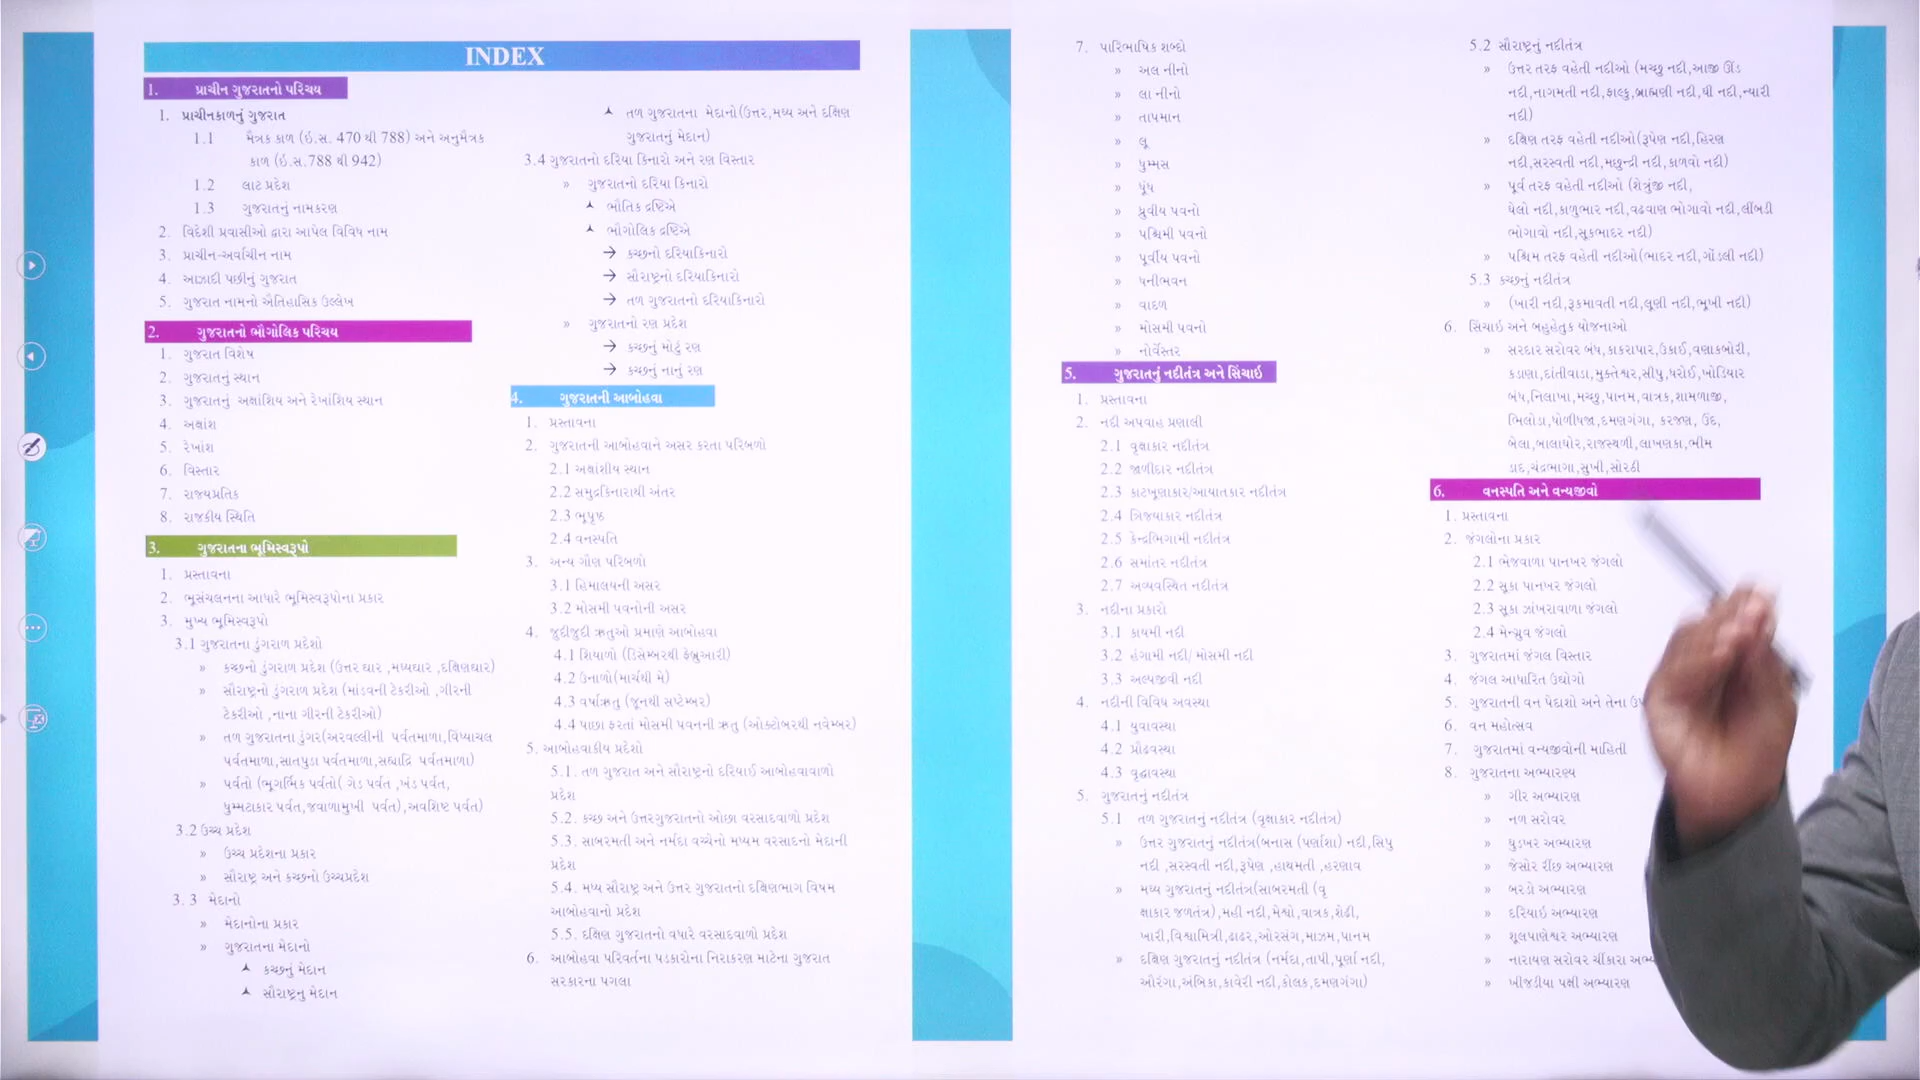 INDEX
1. પ્રાચીન ગુજરાતનો પરિચય
1. પ્રાચીનકાળનું ગુજરાત
1.1 મૈત્રક કાળ (ઇ.સ. 470 થી 788) અને અનુમૈત્રક
કાળ (ઇ.સ.788 થી 942)
1.2 લાટ પ્રદેશ
1.3 ગુજરાતનું નામકરણ
2. વિદેશી પ્રવાસીઓ દ્વારા આપેલ વિવિધ નામ
3. પ્રાચીન-અર્વાચીન નામ
4. આઝાદી પછીનું ગુજરાત
5. ગુજરાત નામનો ઐતિહાસિક ઉલ્લેખ
2. ગુજરાતનો ભૌગોલિક પરિચય
1. ગુજરાત વિશેષ
2. ગુજરાતનું સ્થાન
3. ગુજરાતનું અક્ષાંશિય અને રેખાંશિય સ્થાન
4. અક્ષાંશ
5. રેખાંશ
6. વિસ્તાર
7. રાજ્યપ્રતિક
8. રાજકીય સ્થિતિ
3. ગુજરાતના ભૂમિસ્વરૂપો
1. પ્રસ્તાવના
2. ભૂસંચલનના આધારે ભૂમિસ્વરૂપોના પ્રકાર
3. મુખ્ય ભૂમિસ્વરૂપો
3.1 ગુજરાતના ડુંગરાળ પ્રદેશો
» કચ્છનો ડુંગરાળ પ્રદેશ (ઉત્તર ધાર ,મધ્યધાર ,દક્ષિણધાર)
» સૌરાષ્ટ્રનો ડુંગરાળ પ્રદેશ (માંડવની ટેકરીઓ ,ગીરની
ટેકરીઓ ,નાના ગીરની ટેકરીઓ)
» તળ ગુજરાતના ડુંગર(અરવલ્લીની પર્વતમાળા,વિંધ્યાચલ
પર્વતમાળા,સાતપુડા પર્વતમાળા,સહ્યાદ્રિ પર્વતમાળા)
» પર્વતો (ભૂગર્ભિક પર્વતો( ગેડ પર્વત ,ખંડ પર્વત,
ઘુમ્મટાકાર પર્વત,જ્વાળામુખી પર્વત),અવશિષ્ટ પર્વત)
3.2 ઉચ્ચ પ્રદેશ
» ઉચ્ચ પ્રદેશના પ્રકાર
» સૌરાષ્ટ્ર અને કચ્છનો ઉચ્ચપ્રદેશ
3. 3 મેદાનો
» મેદાનોના પ્રકાર
» ગુજરાતના મેદાનો
કચ્છનું મેદાન
સૌરાષ્ટ્રનુ મેદાન
તળ ગુજરાતના મેદાનો(ઉત્તર,મધ્ય અને દક્ષિણ
ગુજરાતનું મેદાન)
3.4 ગુજરાતનો દરિયા કિનારો અને રણ વિસ્તાર
» ગુજરાતનો દરિયા કિનારો
ભૌતિક દ્રષ્ટિએ
ભૌગોલિક દ્રષ્ટિએ
→ કચ્છનો દરિયાકિનારો
→ સૌરાષ્ટ્રનો દરિયાકિનારો
→ તળ ગુજરાતનો દરિયાકિનારો
» ગુજરાતનો રણ પ્રદેશ
→ કચ્છનું મોટું રણ
→ કચ્છનું નાનું રણ
4. ગુજરાતની આબોહવા
1. પ્રસ્તાવના
2. ગુજરાતની આબોહવાને અસર કરતા પરિબળો
2.1 અક્ષાંશીય સ્થાન
2.2 સમુદ્રકિનારાથી અંતર
2.3 ભૂપૃષ્ઠ
2.4 વનસ્પતિ
3. અન્ય ગૌણ પરિબળો
3.1 હિમાલયની અસર
3.2 મોસમી પવનોની અસર
4. જુદીજુદી ઋતુઓ પ્રમાણે આબોહવા
4.1 શિયાળો (ડિસેમ્બરથી ફેબ્રુઆરી)
4.2 ઉનાળો(માર્ચથી મે)
4.3 વર્ષાઋતુ (જૂનથી સપ્ટેમ્બર)
4.4 પાછા ફરતાં મોસમી પવનની ઋતુ (ઓક્ટોબરથી નવેમ્બર)
5. આબોહવાકીય પ્રદેશો
5.1. તળ ગુજરાત અને સૌરાષ્ટ્રનો દરિયાઈ આબોહવાવાળો
પ્રદેશ
5.2. કચ્છ અને ઉત્તરગુજરાતનો ઓછા વરસાદવાળો પ્રદેશ
5.3. સાબરમતી અને નર્મદા વચ્ચેનો મધ્યમ વરસાદનો મેદાની
પ્રદેશ
5.4. મધ્ય સૌરાષ્ટ્ર અને ઉત્તર ગુજરાતનો દક્ષિણભાગ વિષમ
આબોહવાનો પ્રદેશ
5.5. દક્ષિણ ગુજરાતનો વધારે વરસાદવાળો પ્રદેશ
6. આબોહવા પરિવર્તના પડકારોના નિરાકરણ માટેના ગુજરાત
સરકારના પગલા
7. પારિભાષિક શબ્દો
» અલ નીનો
» લા નીનો
» તાપમાન
» લૂ
» ધુમ્મસ
» ધૂંધ
» ધ્રુવીય પવનો
» પશ્ચિમી પવનો
» પૂર્વીય પવનો
» ઘનીભવન
» વાદળ
» મોસમી પવનો
» નોર્વેસ્તર
5. ગુજરાતનું નદીતંત્ર અને સિંચાઇ
1. પ્રસ્તાવના
2. નદી અપવાહ પ્રણાલી
2.1 વૃક્ષાકાર નદીતંત્ર
2.2 જાળીદાર નદીતંત્ર
2.3 કાટખૂણાકાર/આયાતકાર નદીતંત્ર
2.4 ત્રિજ્યાકાર નદીતંત્ર
2.5 કેન્દ્રભિગામી નદીતંત્ર
2.6 સમાંતર નદીતંત્ર
2.7 અવ્યવસ્થિત નદીતંત્ર
3. નદીના પ્રકારો
3.1 કાયમી નદી
3.2 હંગામી નદી/ મોસમી નદી
3.3 અલ્પજીવી નદી
4. નદીની વિવિધ અવસ્થા
4.1 યુવાવસ્થા
4.2 પ્રૌઢવસ્થા
4.3 વૃદ્ધાવસ્થા
5. ગુજરાતનું નદીતંત્ર
5.1 તળ ગુજરાતનું નદીતંત્ર (વૃક્ષાકાર નદીતંત્ર)
» ઉત્તર ગુજરાતનું નદીતંત્ર(બનાસ (પર્ણાશા) નદી,સિપુ
નદી ,સરસ્વતી નદી,રૂપેણ ,હાથમતી ,હરણાવ
» મધ્ય ગુજરાતનું નદીતંત્ર(સાબરમતી (વૃ
ક્ષાકાર જળતંત્ર),મહી નદી,મેશ્વો,વાત્રક,શેઢી,
ખારી,વિશ્વામિત્રી,ઢાઢર,ઓરસંગ,માઝમ,પાનમ
» દક્ષિણ ગુજરાતનું નદીતંત્ર (નર્મદા,તાપી,પૂર્ણા નદી,
ઔરંગા,અંબિકા,કાવેરી નદી,કોલક,દમણગંગા)
5.2 સૌરાષ્ટ્રનું નદીતંત્ર
» ઉત્તર તરફ વહેતી નદીઓ (મચ્છુ નદી,આજી ઊંડ
નદી,નાગમતી નદી,ફાલ્કુ,બ્રાહ્મણી નદી,ઘી નદી,ન્યારી
નદી)
» દક્ષિણ તરફ વહેતી નદીઓ(રૂપેણ નદી,હિરણ
નદી,સરસ્વતી નદી,મછુન્દ્રી નદી,કાળવો નદી)
» પૂર્વ તરફ વહેતી નદીઓ (શેત્રુંજી નદી,
ઘેલો નદી,કાળુભાર નદી,વઢવાણ ભોગાવો નદી,લીંબડી
ભોગાવો નદી,સૂકભાદર નદી)
» પશ્ચિમ તરફ વહેતી નદીઓ(ભાદર નદી,ગોંડલી નદી)
5.3 કચ્છનું નદીતંત્ર
» (ખારી નદી,રૂકમાવતી નદી,લૂણી નદી,ભૂખી નદી)
6. સિંચાઇ અને બહુહેતુક યોજનાઓ
» સરદાર સરોવર બંધ,કાકરાપાર,ઉકાઈ,વણાકબોરી,
કડાણા,દાંતીવાડા,મુક્તેશ્વર,સીપુ,ધરોઈ,ખોડિયાર
બંધ,નિલાખા,મચ્છુ,પાનમ,વાત્રક,શામળાજી,
ભિલોડા,ધોળીધજા,દમણગંગા, કરજણ, ઉંદ,
બેલા,બાલાઘોર,રાજસ્થળી,લાખણકા,ભીમ
ડાદ,ચંદ્રભાગા,સુખી,સોરઠી
6. વનસ્પતિ અને વન્યજીવો
1. પ્રસ્તાવના
2. જંગલોના પ્રકાર
2.1 ભેજવાળા પાનખર જંગલો
2.2 સૂકા પાનખર જંગલો
2.3 સૂકા ઝાંખરાવાળા જંગલો
2.4 મેન્ગ્રુવ જંગલો
3. ગુજરાતમાં જંગલ વિસ્તાર
4. જંગલ આધારિત ઉદ્યોગો
5. ગુજરાતની વન પેદાશો અને તેના
6. વન મહોત્સવ
7. ગુજરાતમાં વન્યજીવોની માહિતી
8. ગુજરાતના અભ્યારણ્ય
» ગીર અભ્યારણ
» નળ સરોવર
» ઘુડખર અભ્યારણ
» જેસોર રીંછ અભ્યારણ
» બરડો અભ્યારણ
» દરિયાઇ અભ્યારણ
» શૂલપાણેશ્વર અભ્યારણ
» નારાયણ સરોવર ચીંકારા
» ખીજડીયા પક્ષી અભ્યારણ